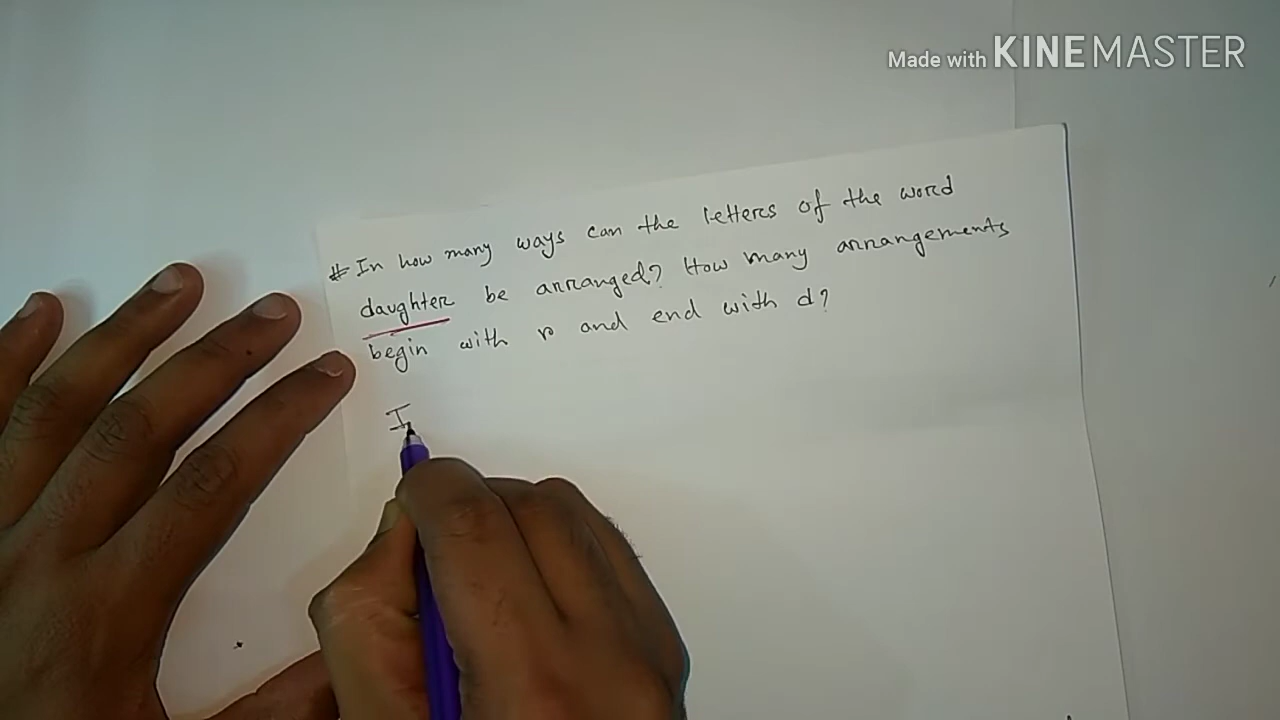 Made with KINEMASTER
# In how many ways can the letters of the word
daughter be arranged? How many arrangements
begin with r and end with d?
I